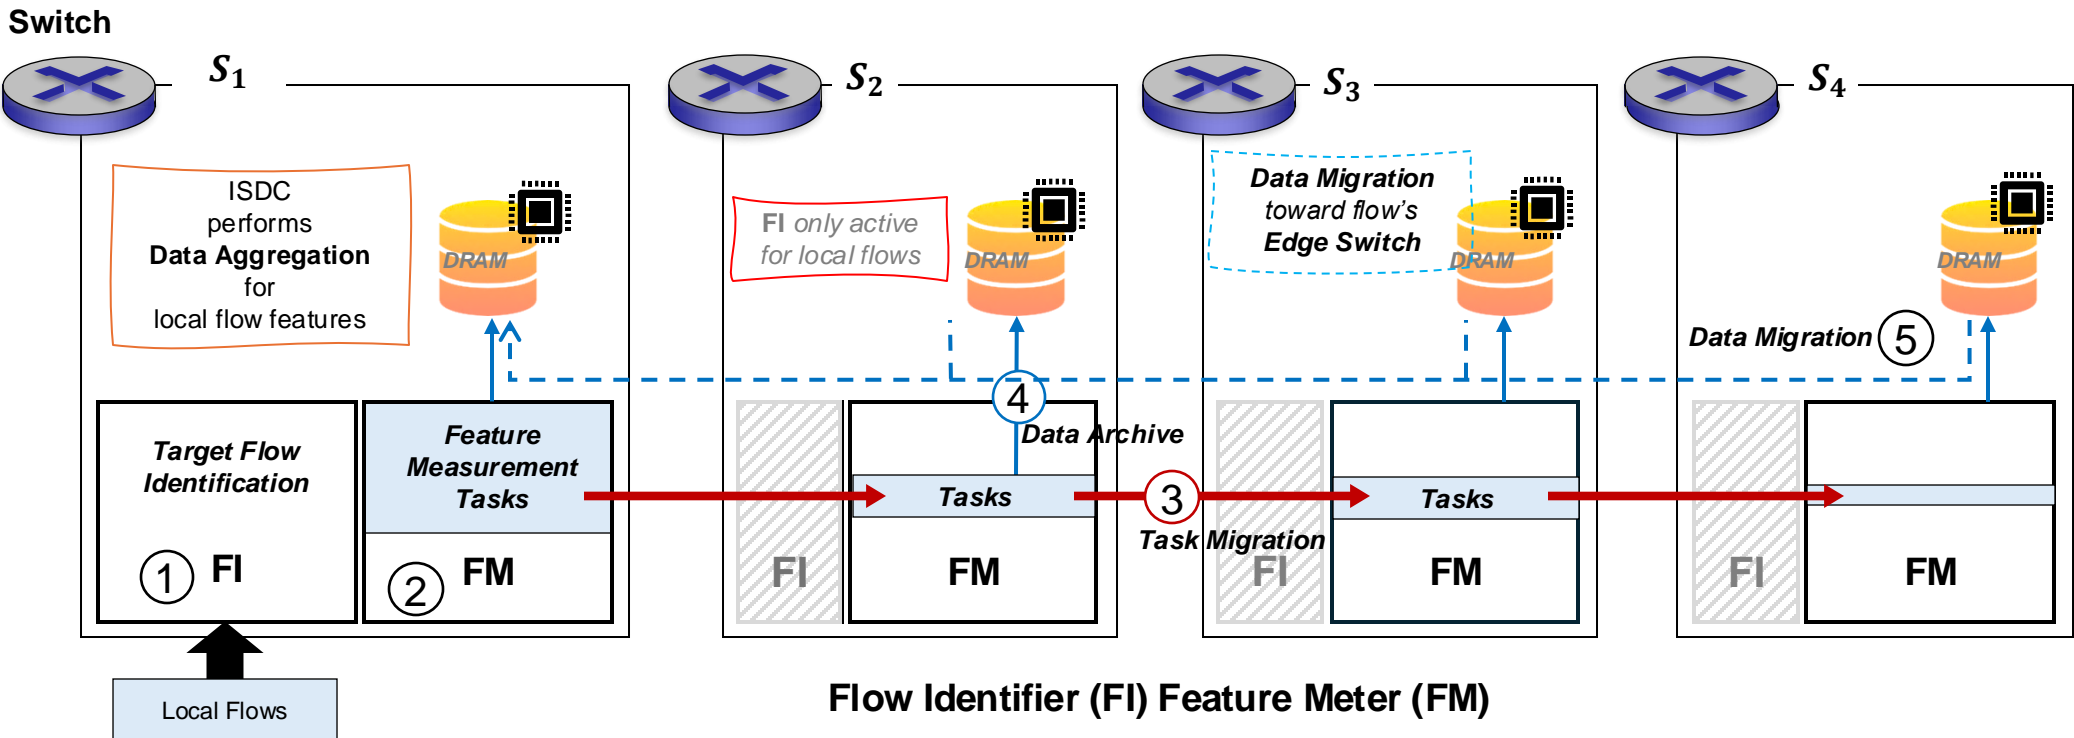 Switch
S1
S2
S3
S4
ISDC
performs
Data Aggregation
for
local flow features
DRAM
FI only active
for local flows
DRAM
Data Migration
toward flow's
Edge Switch
DRAM
DRAM
Data Migration
5
Target Flow
Identification
1
FI
Feature
Measurement
Tasks
2
FM
4
Data Archive
FI
Tasks
FM
3
Task Migration
FI
Tasks
FM
FI
FM
Local Flows
Flow Identifier (FI) Feature Meter (FM)